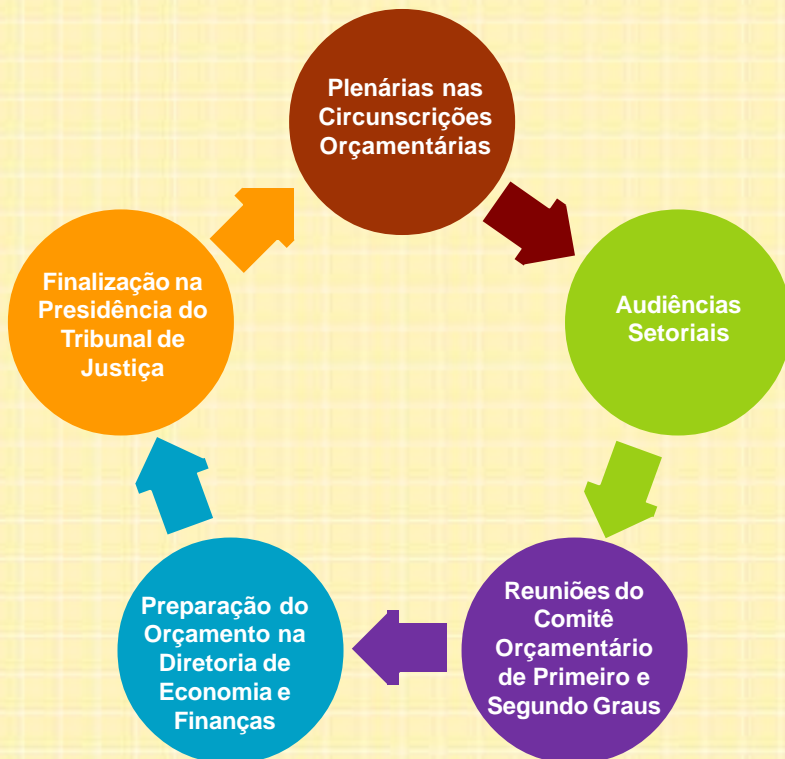 Plenárias nas
Circunscrições
Orçamentárias
Audiências
Setoriais
Reuniões do
Comitê
Orçamentário
de Primeiro e
Segundo Graus
Preparação do
Orçamento na
Diretoria de
Economia e
Finanças
Finalização na
Presidência do
Tribunal de
Justiça